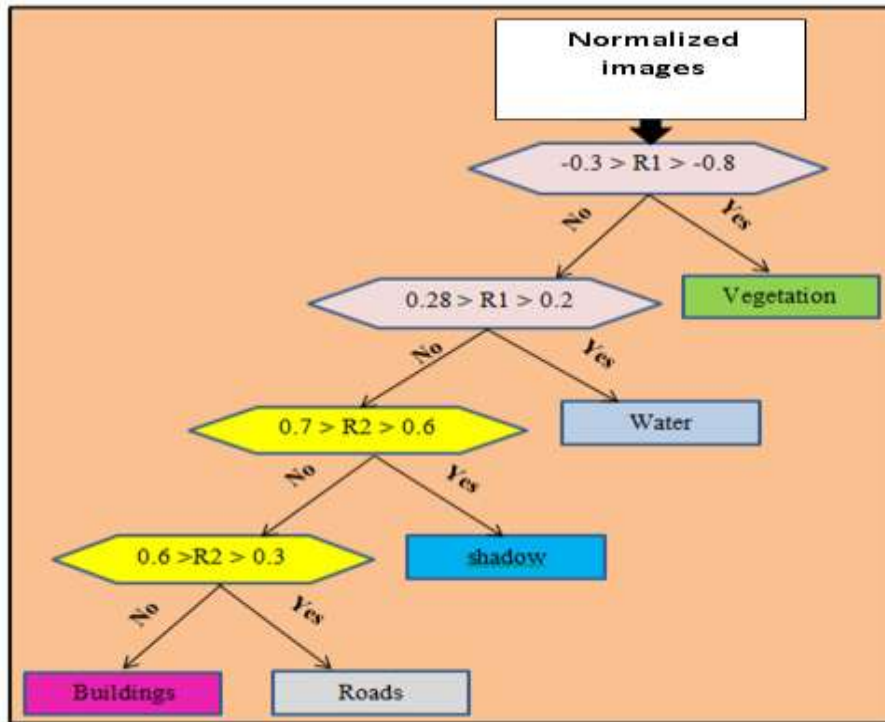 Normalized
images
-0.3 > R1 > -0.8
No
Yes
0.28 > R1 > 0.2
Vegetation
No
Yes
0.7 > R2 > 0.6
Water
No
Yes
0.6 >R2 > 0.3
shadow
No
Yes
Buildings
Roads